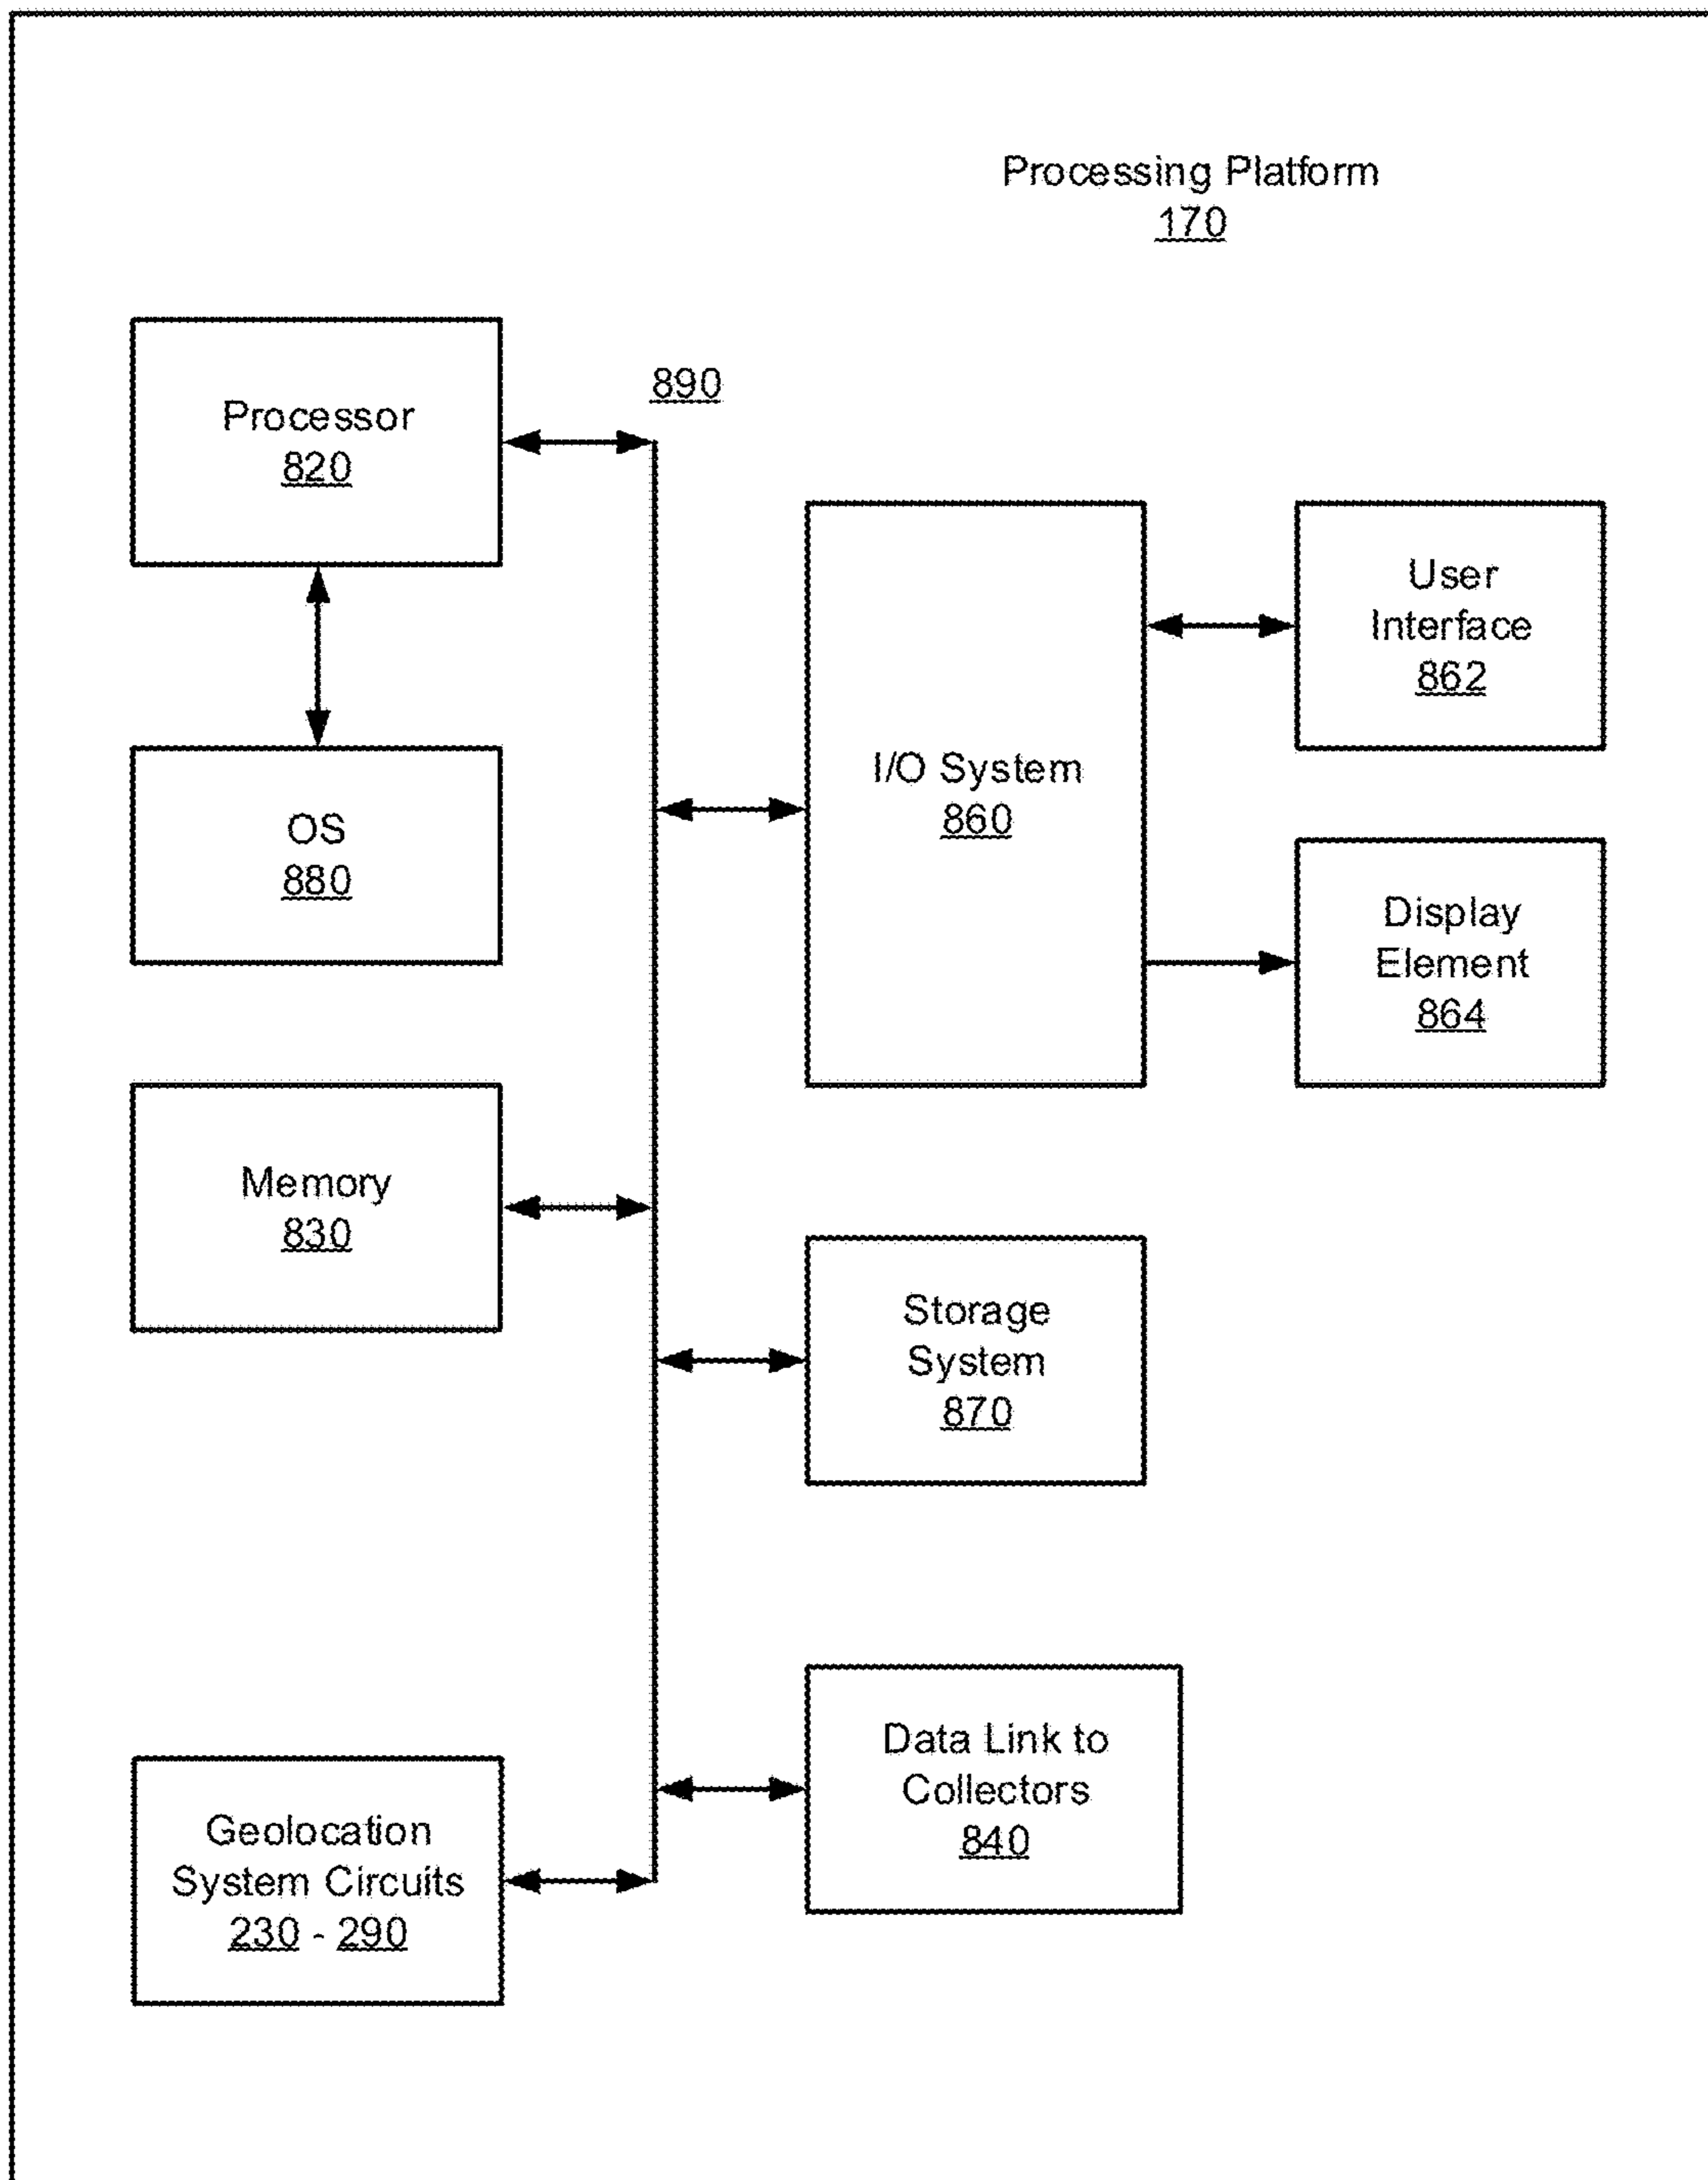 Processing Platform
170
Processor
820
890
User
Interface
862
I/O System
860
OS
880
Display
Element
864
Memory
830
Storage
System
870
Data Link to
Collectors
840
Geolocation
System Circuits
230 - 290